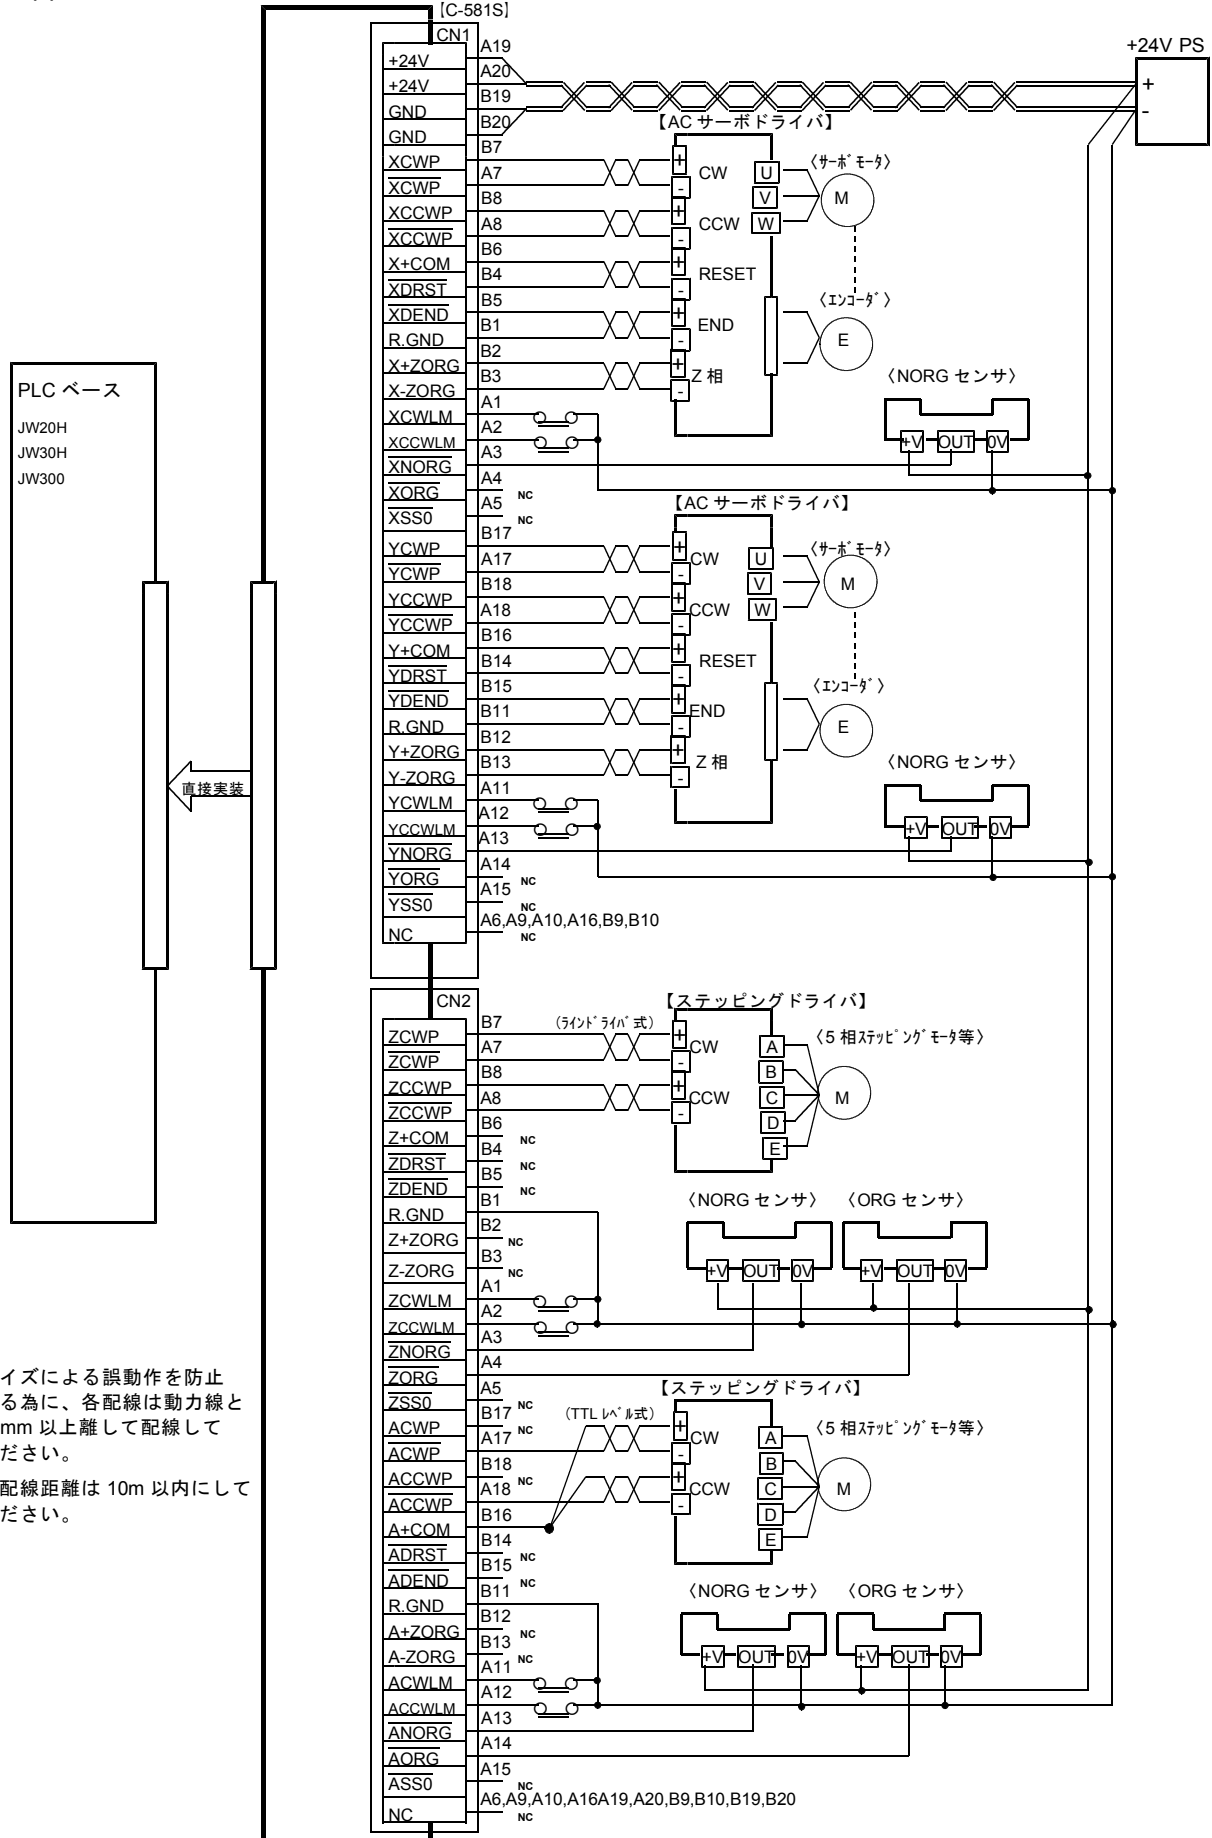 [C-581S]
CN1
+24V PS
+
-
+24V A19
+24V A20
GND B19
GND B20
XCWP B7
XCWP A7
XCCWP B8
XCCWP A8
X+COM B6
XDRST B4
XDEND B5
R.GND B1
X+ZORG B2
X-ZORG B3
XCWLM A1
XCCWLM A2
XNORG A3
XORG A4 NC
XSS0 A5 NC
【AC サーボドライバ】
+ CW
-
+ CCW
-
+ RESET
-
+ END
-
+ Z 相
-
U
V
W
〈サーボモータ〉
M
〈エンコーダ〉
E
〈NORG センサ〉
+V OUT 0V
PLC ベース
JW20H
JW30H
JW300
直接実装
YCWP B17
YCWP A17
YCCWP B18
YCCWP A18
Y+COM B16
YDRST B14
YDEND B15
R.GND B11
Y+ZORG B12
Y-ZORG B13
YCWLM A11
YCCWLM A12
YNORG A13
YORG A14 NC
YSS0 A15 NC
NC A6,A9,A10,A16,B9,B10 NC
【AC サーボドライバ】
+ CW
-
+ CCW
-
+ RESET
-
+ END
-
+ Z 相
-
U
V
W
〈サーボモータ〉
M
〈エンコーダ〉
E
〈NORG センサ〉
+V OUT 0V
CN2
ZCWP B7
ZCWP A7
ZCCWP B8
ZCCWP A8
Z+COM B6 NC
ZDRST B4 NC
ZDEND B5 NC
R.GND B1
Z+ZORG B2 NC
Z-ZORG B3 NC
ZCWLM A1
ZCCWLM A2
ZNORG A3
ZORG A4
ZSS0 A5 NC
(ラインドライバ式)
【ステッピングドライバ】
+ CW
-
+ CCW
-
A
B
C
D
E
〈5 相ステッピングモータ等〉
M
〈NORG センサ〉 〈ORG センサ〉
+V OUT 0V +V OUT 0V
イズによる誤動作を防止
る為に、各配線は動力線と
mm 以上離して配線して
ださい。
配線距離は 10m 以内にして
ださい。
ACWP B17 NC
ACWP A17
ACCWP B18 NC
ACCWP A18
A+COM B16
ADRST B14 NC
ADEND B15 NC
R.GND B11
A+ZORG B12 NC
A-ZORG B13 NC
ACWLM A11
ACCWLM A12
ANORG A13
AORG A14
ASS0 A15 NC
NC A6,A9,A10,A16A19,A20,B9,B10,B19,B20 NC
(TTL レベル式)
【ステッピングドライバ】
+ CW
-
+ CCW
-
A
B
C
D
E
〈5 相ステッピングモータ等〉
M
〈NORG センサ〉 〈ORG センサ〉
+V OUT 0V +V OUT 0V